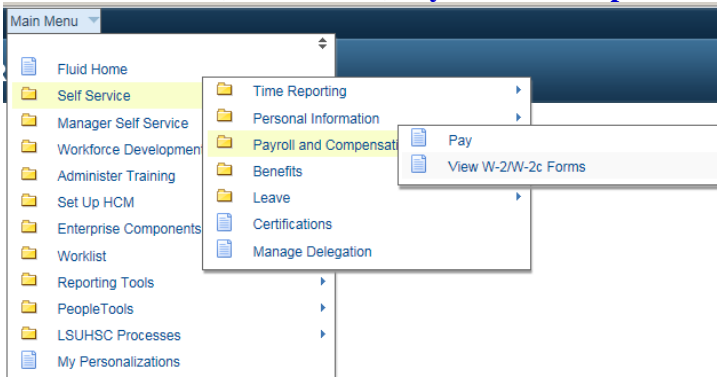 Main Menu
Fluid Home
Self Service
Manager Self Service
Workforce Developmen
Administer Training
Set Up HCM
Enterprise Components
Worklist
Reporting Tools
PeopleTools
LSUHSC Processes
My Personalizations
Time Reporting
Personal Information
Payroll and Compensati
Benefits
Leave
Certifications
Manage Delegation
Pay
View W-2/W-2c Forms